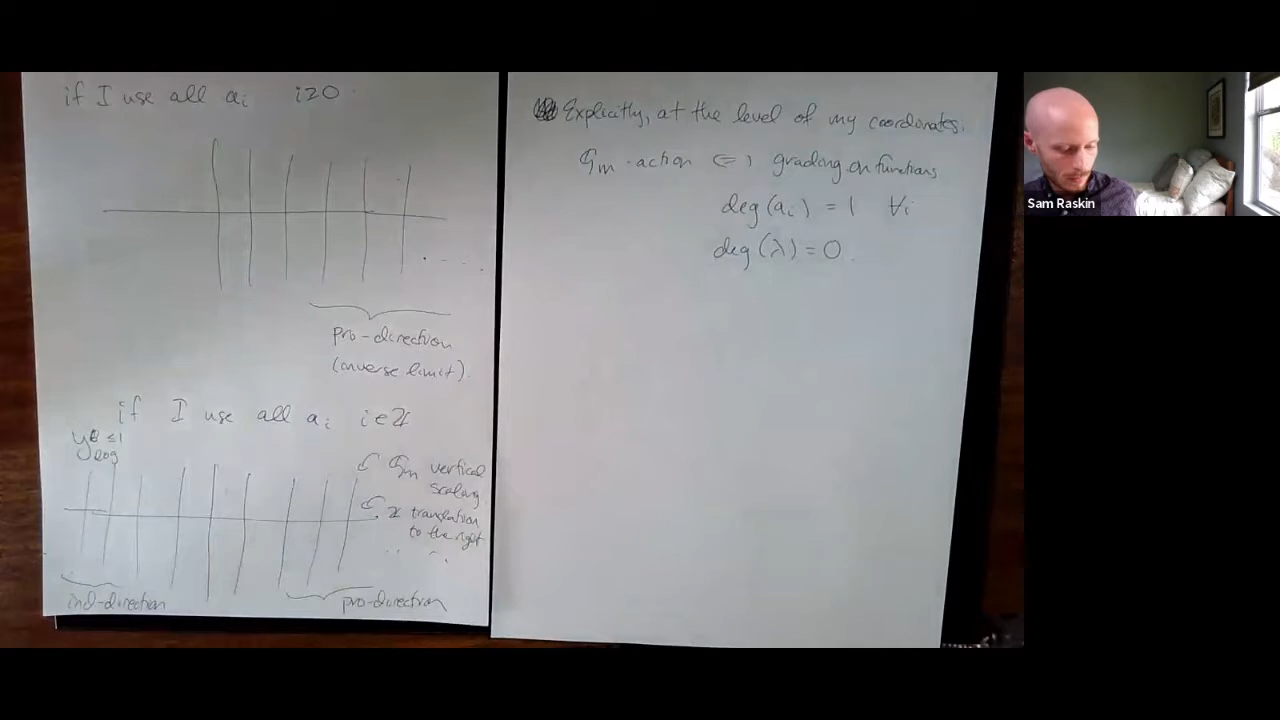 if I use all aᵢ i≥0.
pro-direction
(inverse limit).
if I use all aᵢ i∈ℤ
y ≤1
log
𝔾ₘ vertical
scaling
ℤ translation
to the right
ind-direction
pro-direction
Explicitly, at the level of my coordinates,
𝔾ₘ-action ⇔ grading on functions
deg(aᵢ) = 1 ∀i
deg(λ) = 0.
Sam Raskin